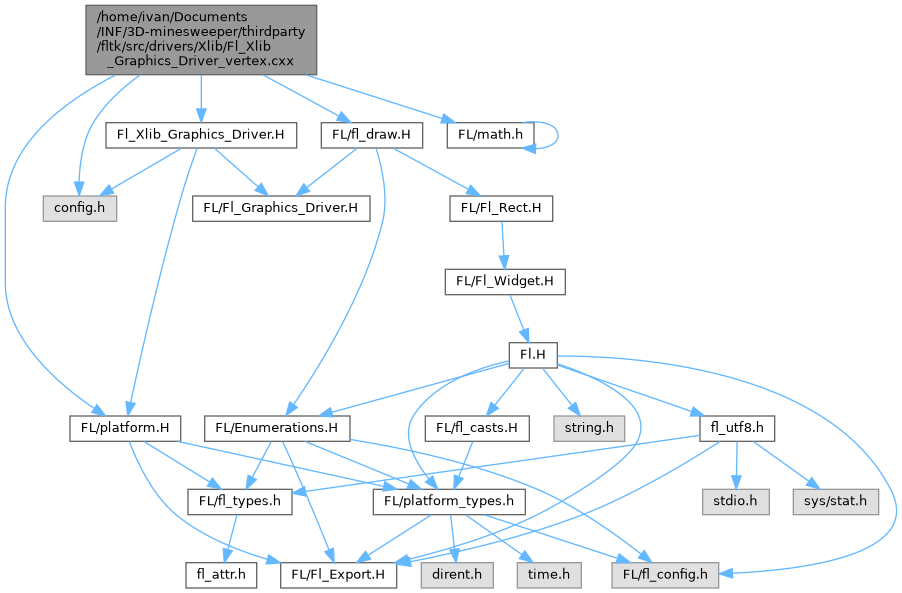 /home/ivan/Documents
/INF/3D-minesweeper/thirdparty
/fltk/src/drivers/Xlib/Fl_Xlib
_Graphics_Driver_vertex.cxx
Fl_Xlib_Graphics_Driver.H
FL/fl_draw.H
FL/math.h
config.h
FL/Fl_Graphics_Driver.H
FL/Fl_Rect.H
FL/Fl_Widget.H
Fl.H
FL/platform.H
FL/Enumerations.H
FL/fl_casts.H
string.h
fl_utf8.h
FL/fl_types.h
FL/platform_types.h
stdio.h
sys/stat.h
fl_attr.h
FL/Fl_Export.H
dirent.h
time.h
FL/fl_config.h